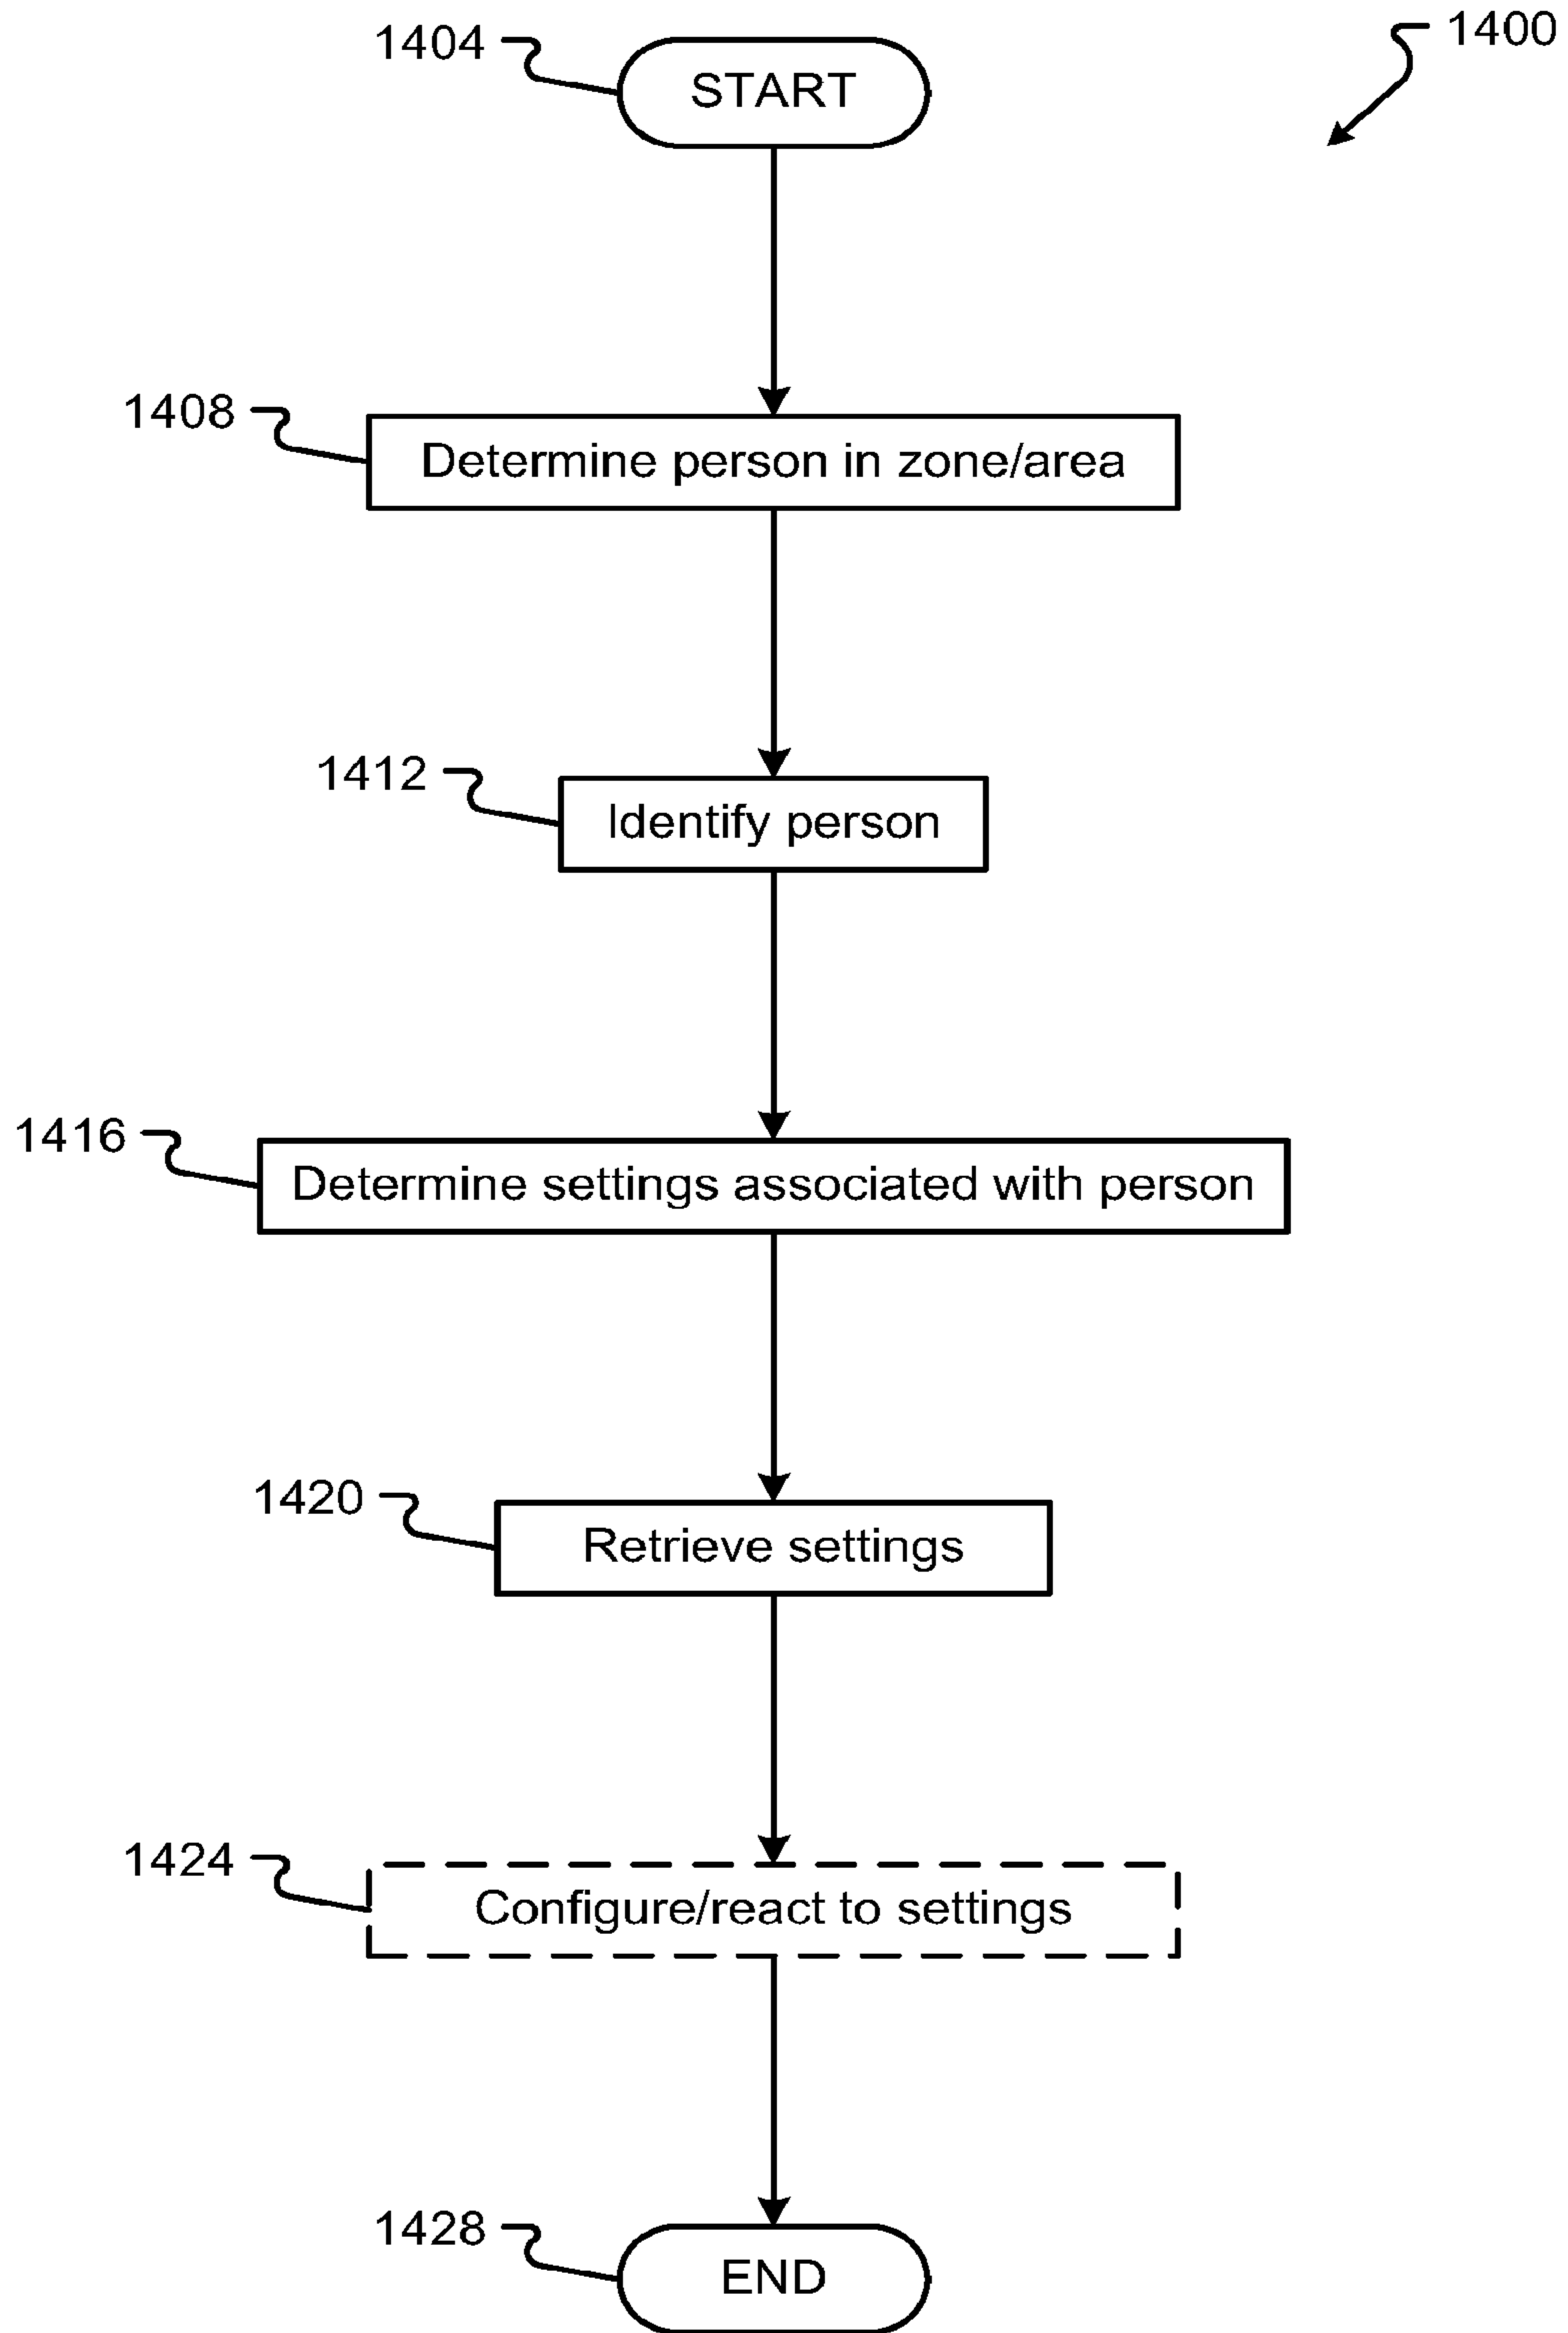 1400
1404
START
1408
Determine person in zone/area
1412
Identify person
1416
Determine settings associated with person
1420
Retrieve settings
1424
Configure/react to settings
1428
END